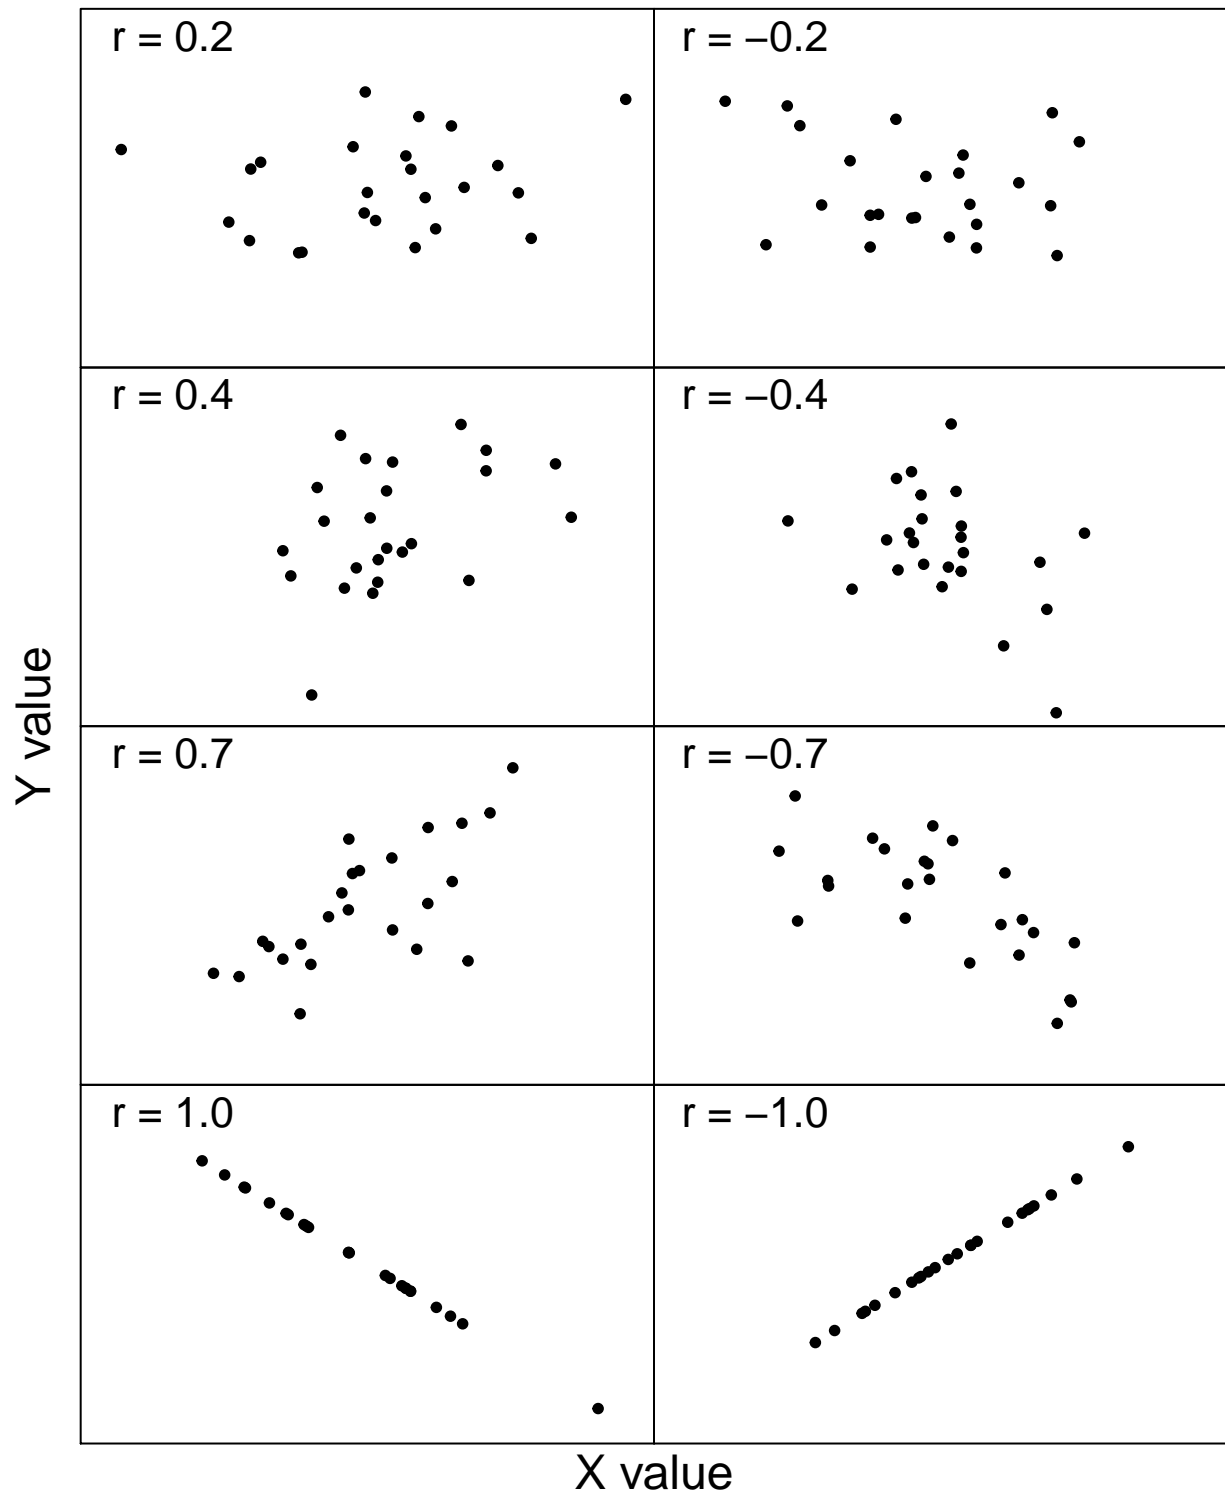 r = 0.2
r = −0.2
r = 0.4
r = −0.4
r = 0.7
r = −0.7
r = 1.0
r = −1.0
Y value
X value